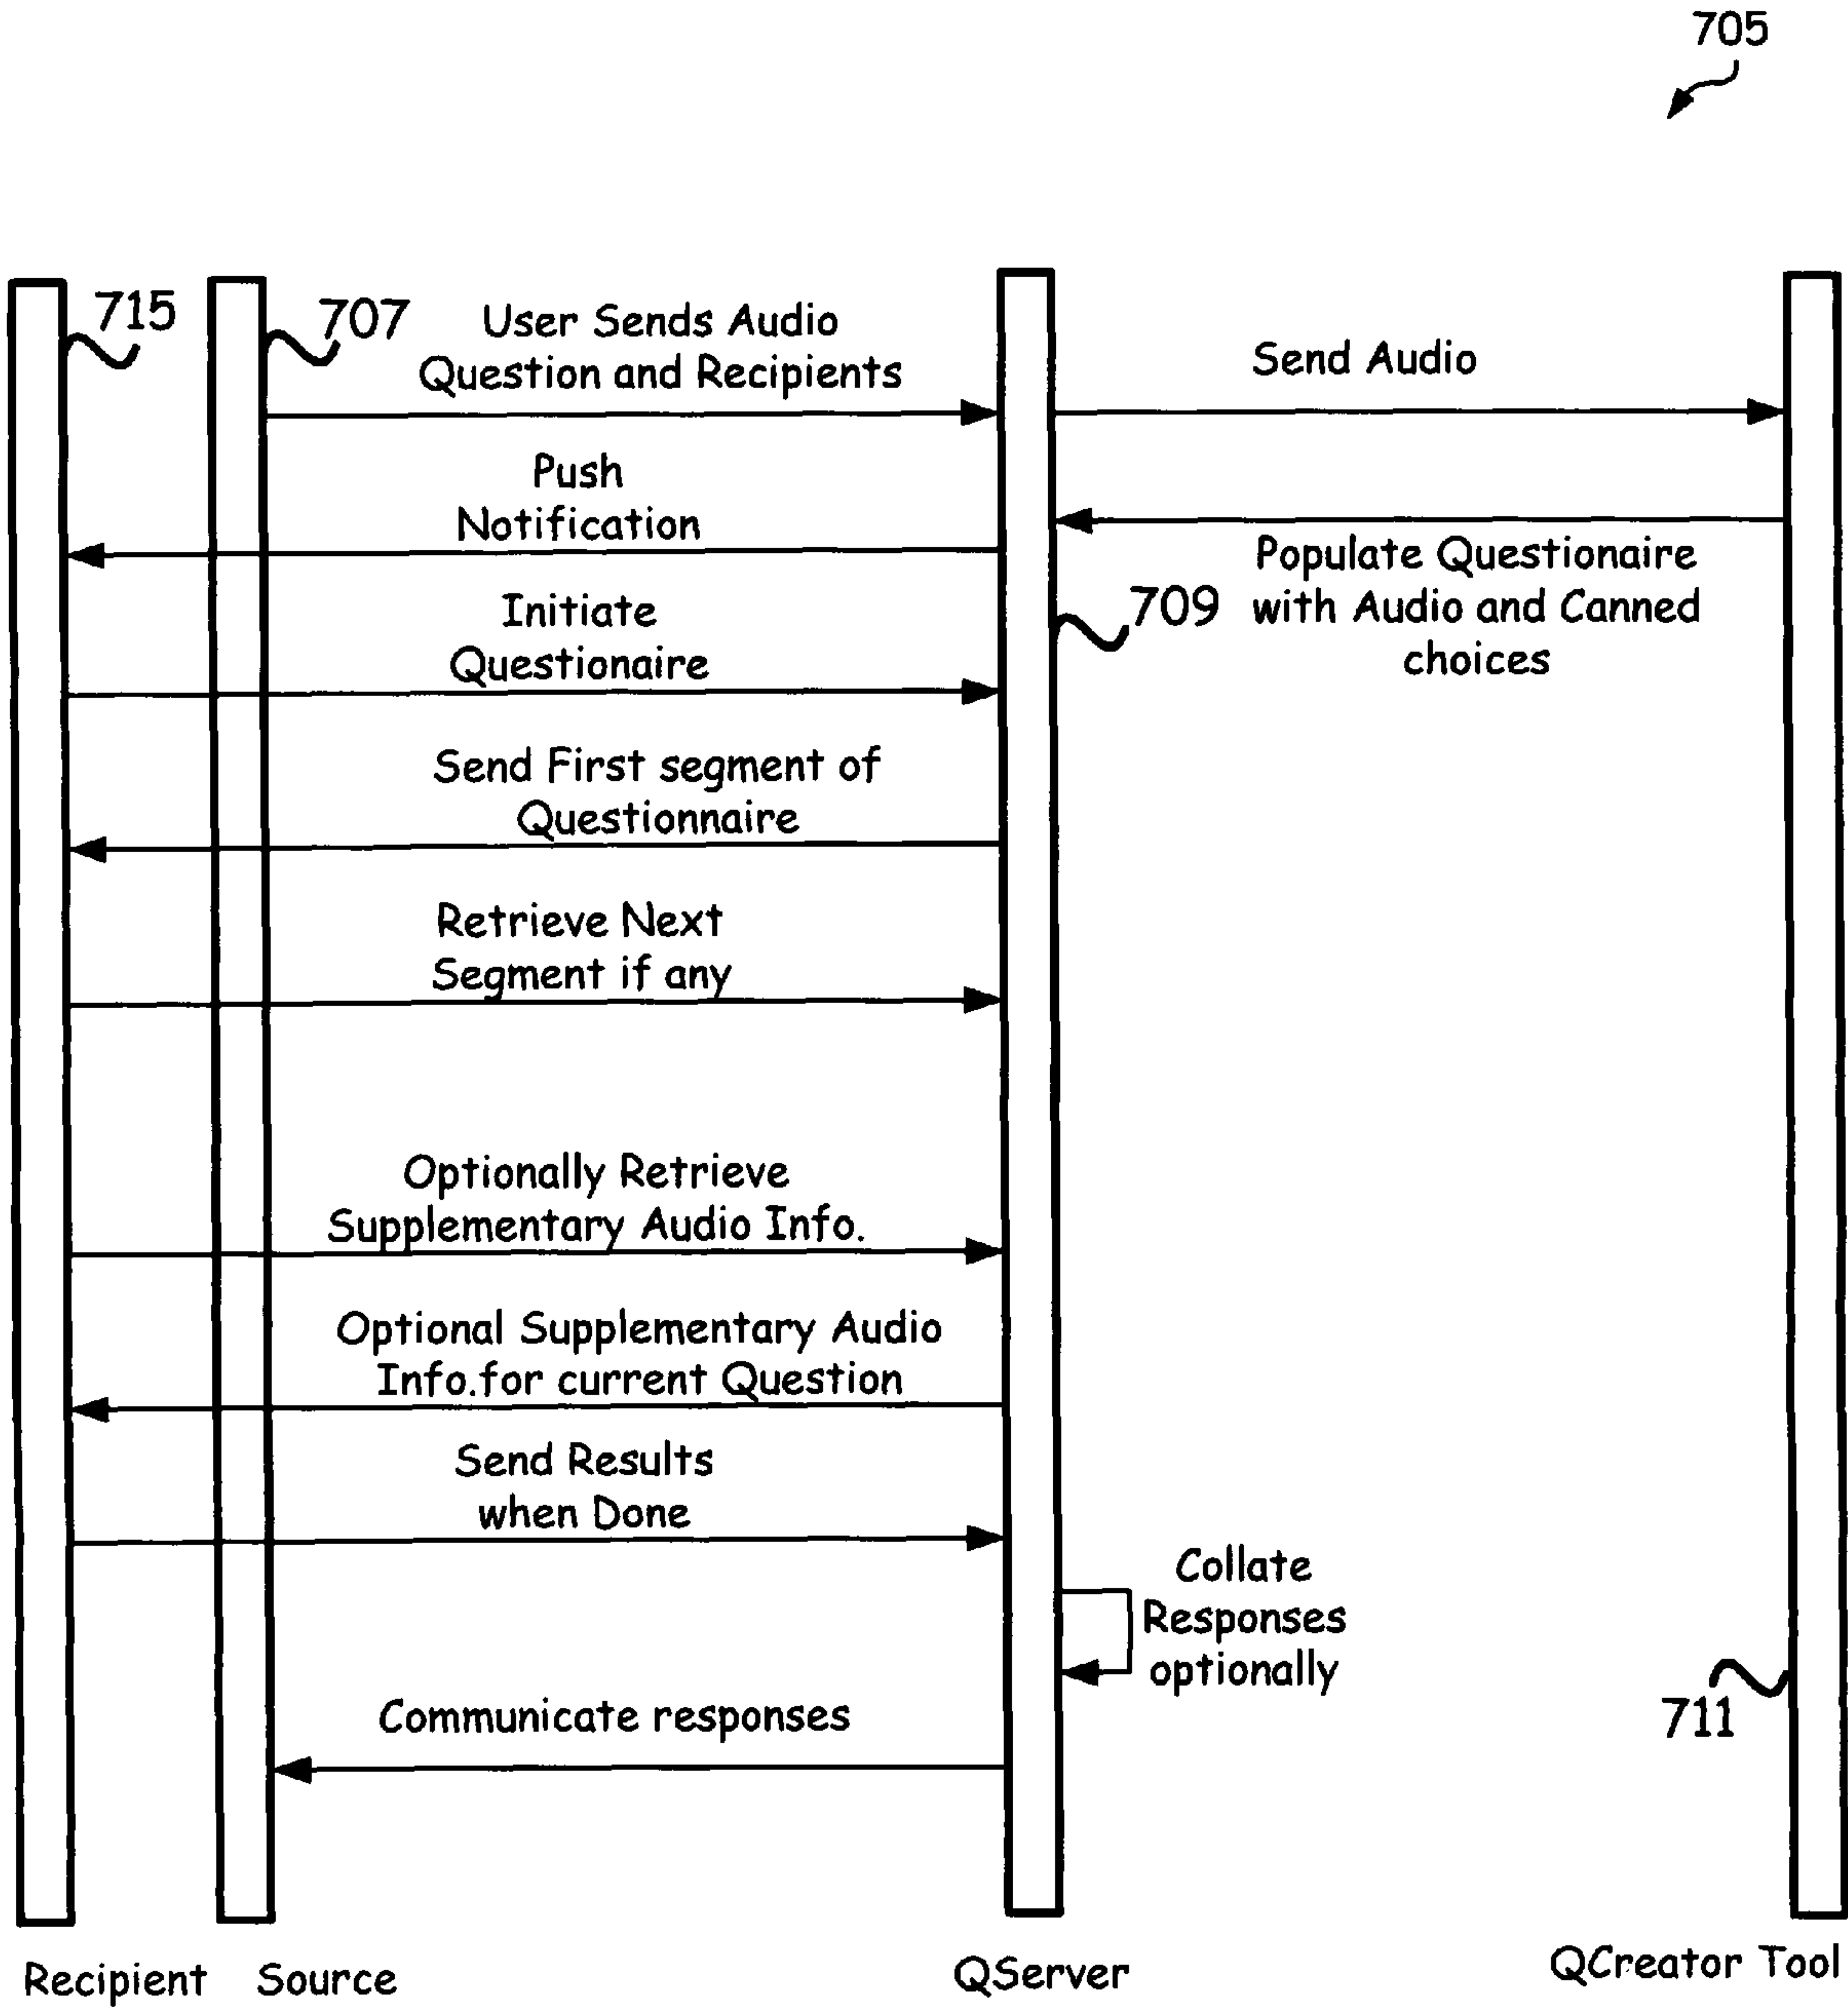 705
715
707
User Sends Audio
Question and Recipients
Send Audio
Push
Notification
Populate Questionaire
with Audio and Canned
choices
709
Initiate
Questionaire
Send First segment of
Questionnaire
Retrieve Next
Segment if any
Optionally Retrieve
Supplementary Audio Info.
Optional Supplementary Audio
Info.for current Question
Send Results
when Done
Collate
Responses
optionally
Communicate responses
711
Recipient
Source
QServer
QCreator Tool